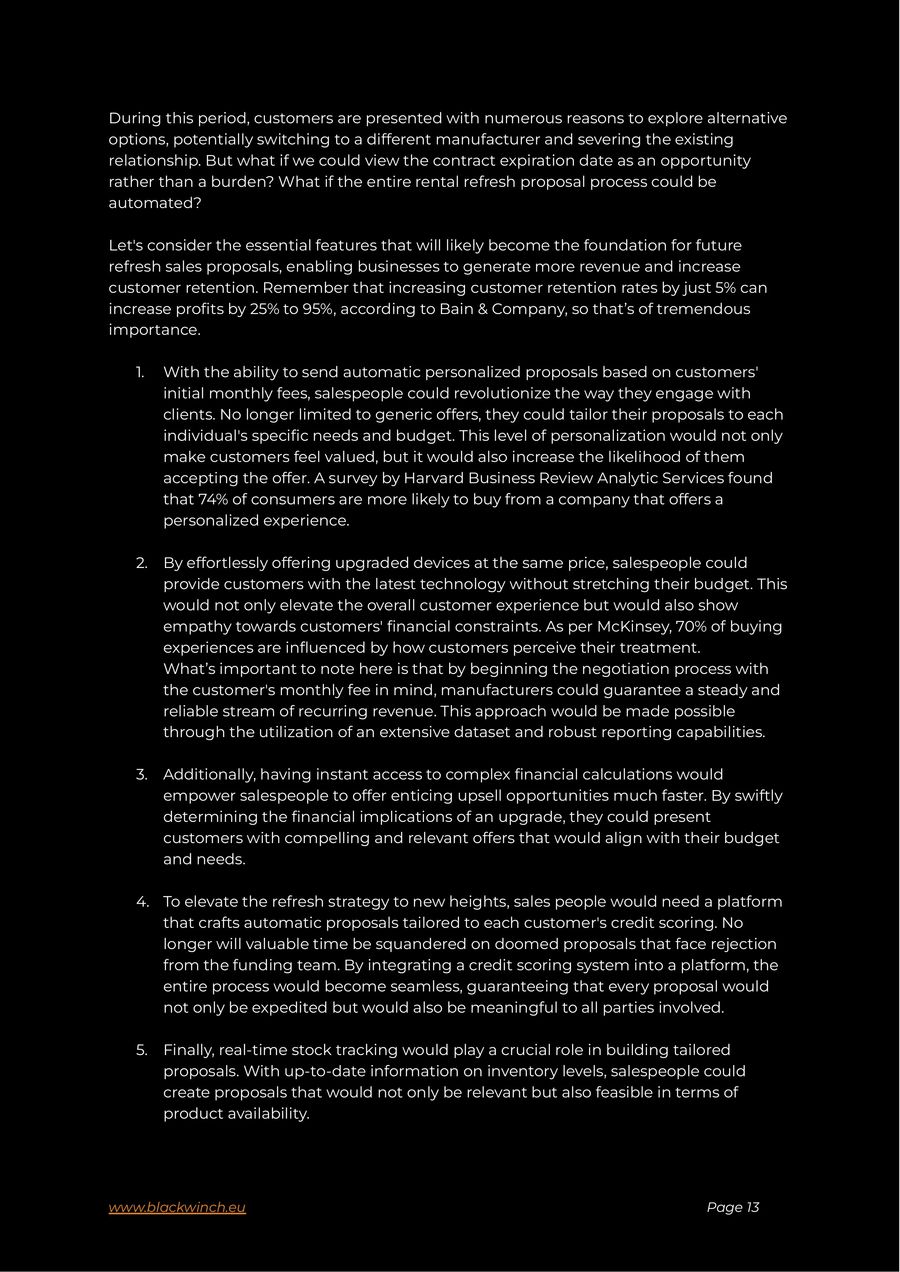 During this period, customers are presented with numerous reasons to explore alternative
options, potentially switching to a different manufacturer and severing the existing
relationship. But what if we could view the contract expiration date as an opportunity
rather than a burden? What if the entire rental refresh proposal process could be
automated?
Let's consider the essential features that will likely become the foundation for future
refresh sales proposals, enabling businesses to generate more revenue and increase
customer retention. Remember that increasing customer retention rates by just 5% can
increase profits by 25% to 95%, according to Bain & Company, so that’s of tremendous
importance.
1. With the ability to send automatic personalized proposals based on customers'
initial monthly fees, salespeople could revolutionize the way they engage with
clients. No longer limited to generic offers, they could tailor their proposals to each
individual's specific needs and budget. This level of personalization would not only
make customers feel valued, but it would also increase the likelihood of them
accepting the offer. A survey by Harvard Business Review Analytic Services found
that 74% of consumers are more likely to buy from a company that offers a
personalized experience.
2. By effortlessly offering upgraded devices at the same price, salespeople could
provide customers with the latest technology without stretching their budget. This
would not only elevate the overall customer experience but would also show
empathy towards customers' financial constraints. As per McKinsey, 70% of buying
experiences are influenced by how customers perceive their treatment.
What’s important to note here is that by beginning the negotiation process with
the customer's monthly fee in mind, manufacturers could guarantee a steady and
reliable stream of recurring revenue. This approach would be made possible
through the utilization of an extensive dataset and robust reporting capabilities.
3. Additionally, having instant access to complex financial calculations would
empower salespeople to offer enticing upsell opportunities much faster. By swiftly
determining the financial implications of an upgrade, they could present
customers with compelling and relevant offers that would align with their budget
and needs.
4. To elevate the refresh strategy to new heights, sales people would need a platform
that crafts automatic proposals tailored to each customer's credit scoring. No
longer will valuable time be squandered on doomed proposals that face rejection
from the funding team. By integrating a credit scoring system into a platform, the
entire process would become seamless, guaranteeing that every proposal would
not only be expedited but would also be meaningful to all parties involved.
5. Finally, real-time stock tracking would play a crucial role in building tailored
proposals. With up-to-date information on inventory levels, salespeople could
create proposals that would not only be relevant but also feasible in terms of
product availability.
www.blackwinch.eu
Page 13